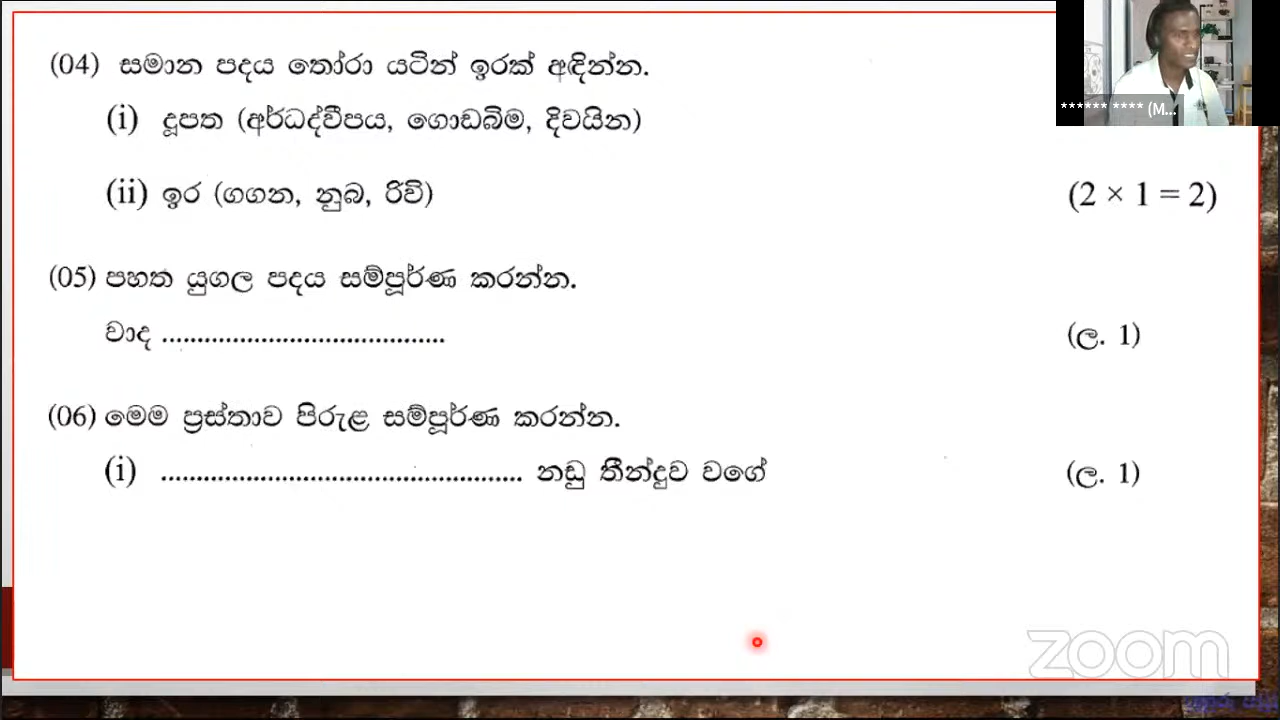 (04) සමාන පදය තෝරා යටින් ඉරක් අඳින්න.
(i) දූපත (අර්ධද්වීපය, ගොඩබිම, දිවයින)
****** **** (M...
(ii) ඉර (ගගන, නුබ, රිවි) (2 × 1 = 2)
(05) පහත යුගල පදය සම්පූර්ණ කරන්න.
වාද ........................................ (ල. 1)
(06) මෙම ප්‍රස්තාව පිරුළ සම්පූර්ණ කරන්න.
(i) ................................................... නඩු තීන්දුව වගේ (ල. 1)
zoom